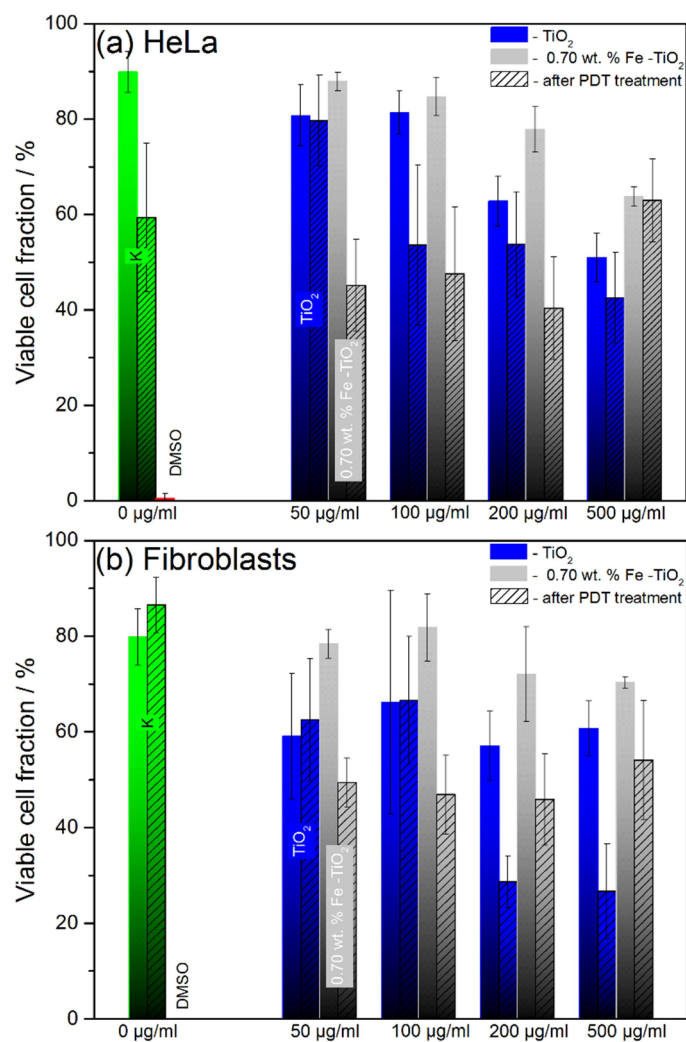 (a) HeLa
- TiO₂
- 0.70 wt. % Fe -TiO₂
- after PDT treatment
Viable cell fraction / %
100
80
60
40
20
0
K
DMSO
TiO₂
0.70 wt. % Fe -TiO₂
0 µg/ml
50 µg/ml
100 µg/ml
200 µg/ml
500 µg/ml
(b) Fibroblasts
- TiO₂
- 0.70 wt. % Fe -TiO₂
- after PDT treatment
Viable cell fraction / %
100
80
60
40
20
0
K
DMSO
TiO₂
0.70 wt. % Fe -TiO₂
0 µg/ml
50 µg/ml
100 µg/ml
200 µg/ml
500 µg/ml